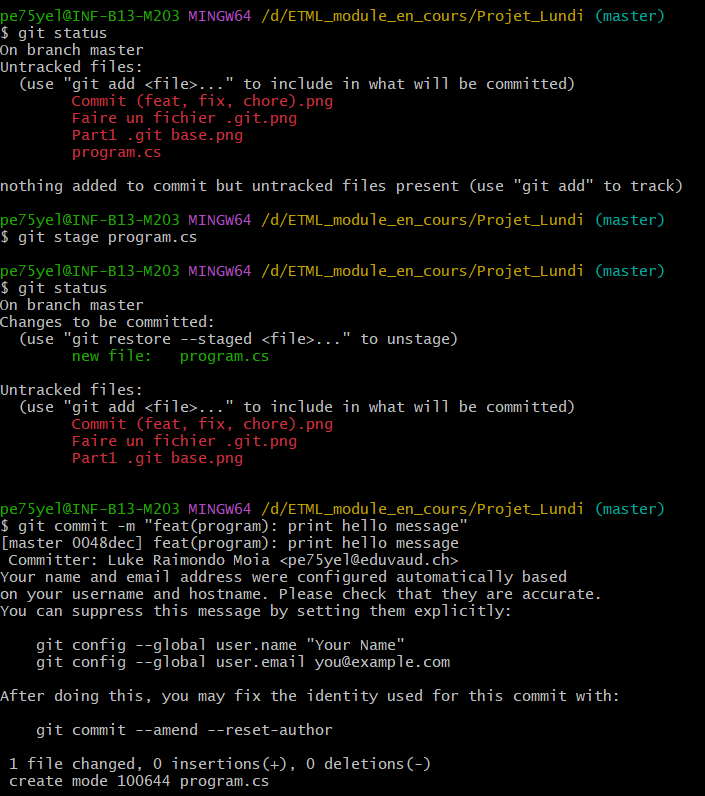 pe75yel@INF-B13-M203 MINGW64 /d/ETML_module_en_cours/Projet_Lundi (master)
$ git status
On branch master
Untracked files:
  (use "git add <file>..." to include in what will be committed)
        Commit (feat, fix, chore).png
        Faire un fichier .git.png
        Part1 .git base.png
        program.cs

nothing added to commit but untracked files present (use "git add" to track)

pe75yel@INF-B13-M203 MINGW64 /d/ETML_module_en_cours/Projet_Lundi (master)
$ git stage program.cs

pe75yel@INF-B13-M203 MINGW64 /d/ETML_module_en_cours/Projet_Lundi (master)
$ git status
On branch master
Changes to be committed:
  (use "git restore --staged <file>..." to unstage)
        new file:   program.cs

Untracked files:
  (use "git add <file>..." to include in what will be committed)
        Commit (feat, fix, chore).png
        Faire un fichier .git.png
        Part1 .git base.png


pe75yel@INF-B13-M203 MINGW64 /d/ETML_module_en_cours/Projet_Lundi (master)
$ git commit -m "feat(program): print hello message"
[master 0048dec] feat(program): print hello message
 Committer: Luke Raimondo Moia <pe75yel@eduvaud.ch>
Your name and email address were configured automatically based
on your username and hostname. Please check that they are accurate.
You can suppress this message by setting them explicitly:

    git config --global user.name "Your Name"
    git config --global user.email you@example.com

After doing this, you may fix the identity used for this commit with:

    git commit --amend --reset-author

 1 file changed, 0 insertions(+), 0 deletions(-)
 create mode 100644 program.cs